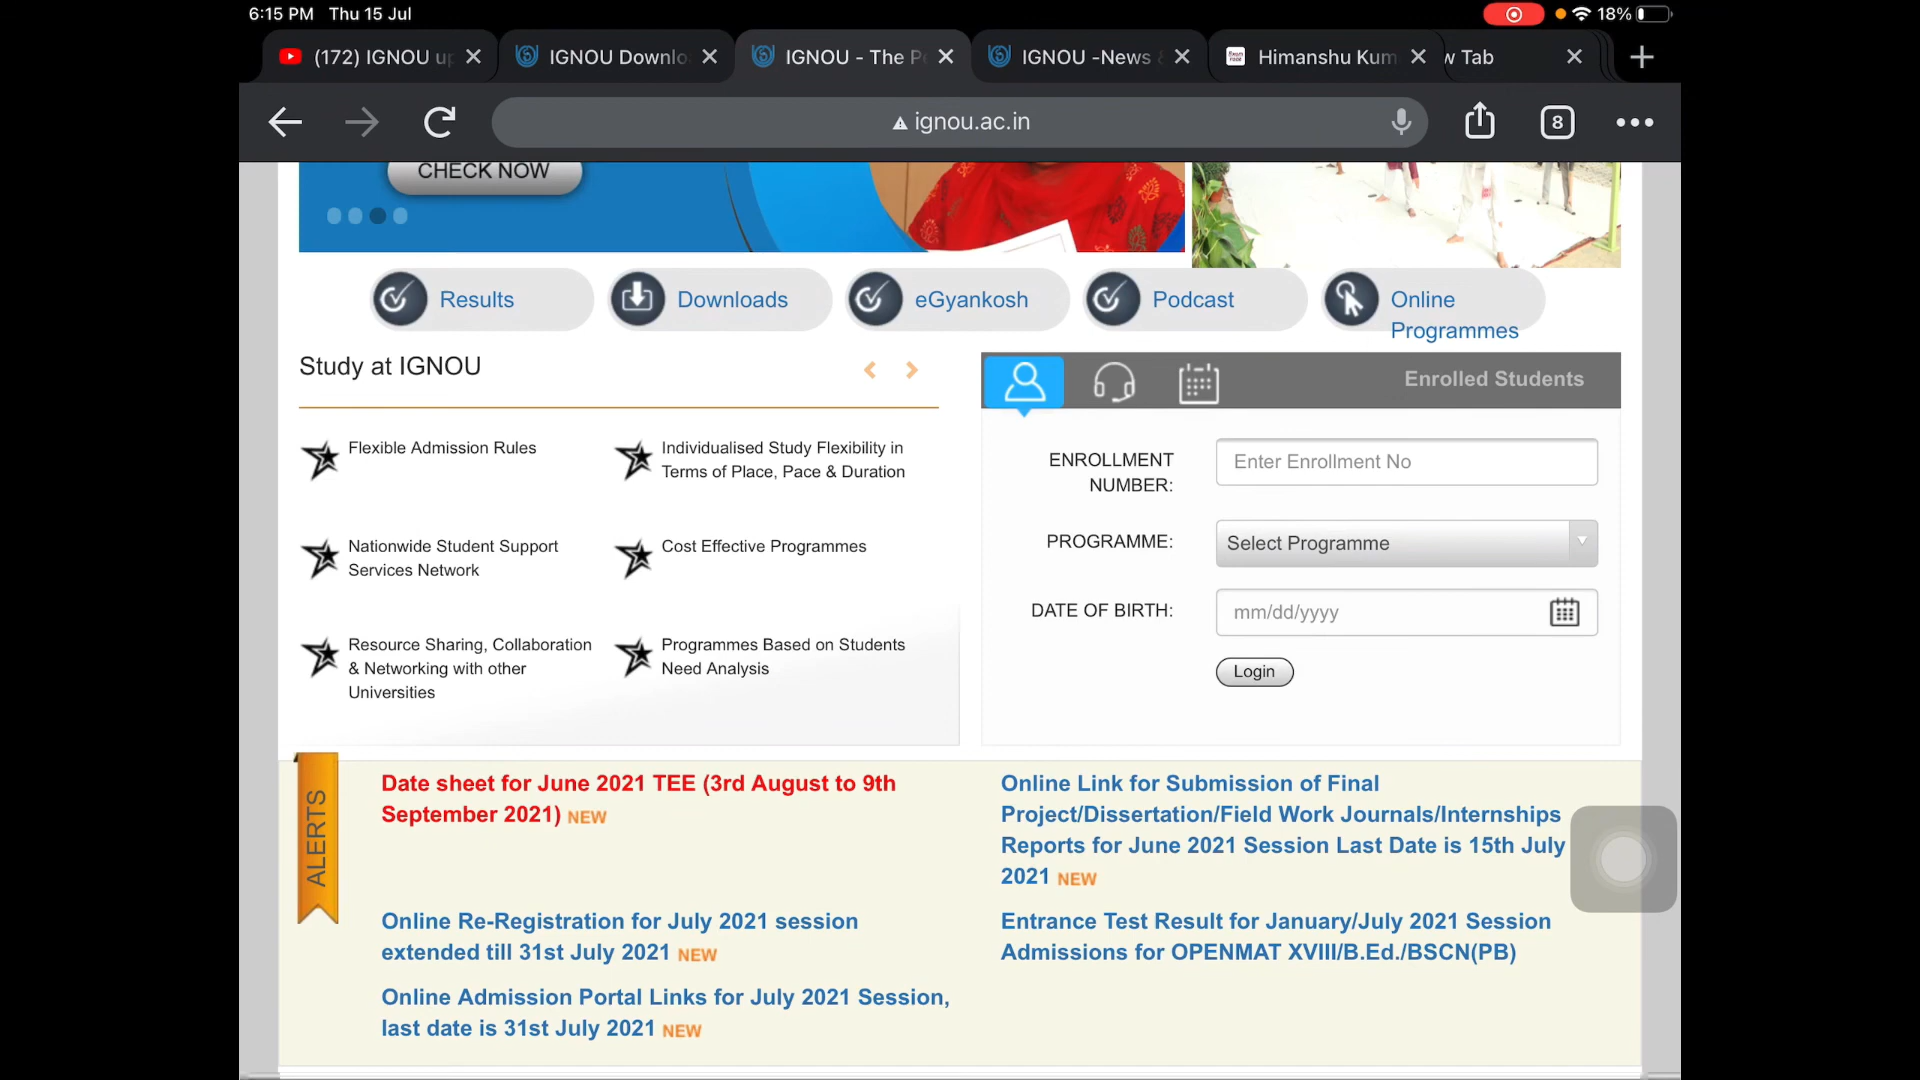 6:15 PM Thu 15 Jul
18%
(172) IGNOU up
IGNOU Downlo
IGNOU - The P
IGNOU -News
Himanshu Kum
w Tab
ignou.ac.in
8
CHECK NOW
Results
Downloads
eGyankosh
Podcast
Online
Programmes
Study at IGNOU
Flexible Admission Rules
Individualised Study Flexibility in
Terms of Place, Pace & Duration
Nationwide Student Support
Services Network
Cost Effective Programmes
Resource Sharing, Collaboration
& Networking with other
Universities
Programmes Based on Students
Need Analysis
Enrolled Students
ENROLLMENT
NUMBER:
Enter Enrollment No
PROGRAMME:
Select Programme
DATE OF BIRTH:
mm/dd/yyyy
Login
ALERTS
Date sheet for June 2021 TEE (3rd August to 9th
September 2021) NEW
Online Link for Submission of Final
Project/Dissertation/Field Work Journals/Internships
Reports for June 2021 Session Last Date is 15th July
2021 NEW
Online Re-Registration for July 2021 session
extended till 31st July 2021 NEW
Entrance Test Result for January/July 2021 Session
Admissions for OPENMAT XVIII/B.Ed./BSCN(PB)
Online Admission Portal Links for July 2021 Session,
last date is 31st July 2021 NEW